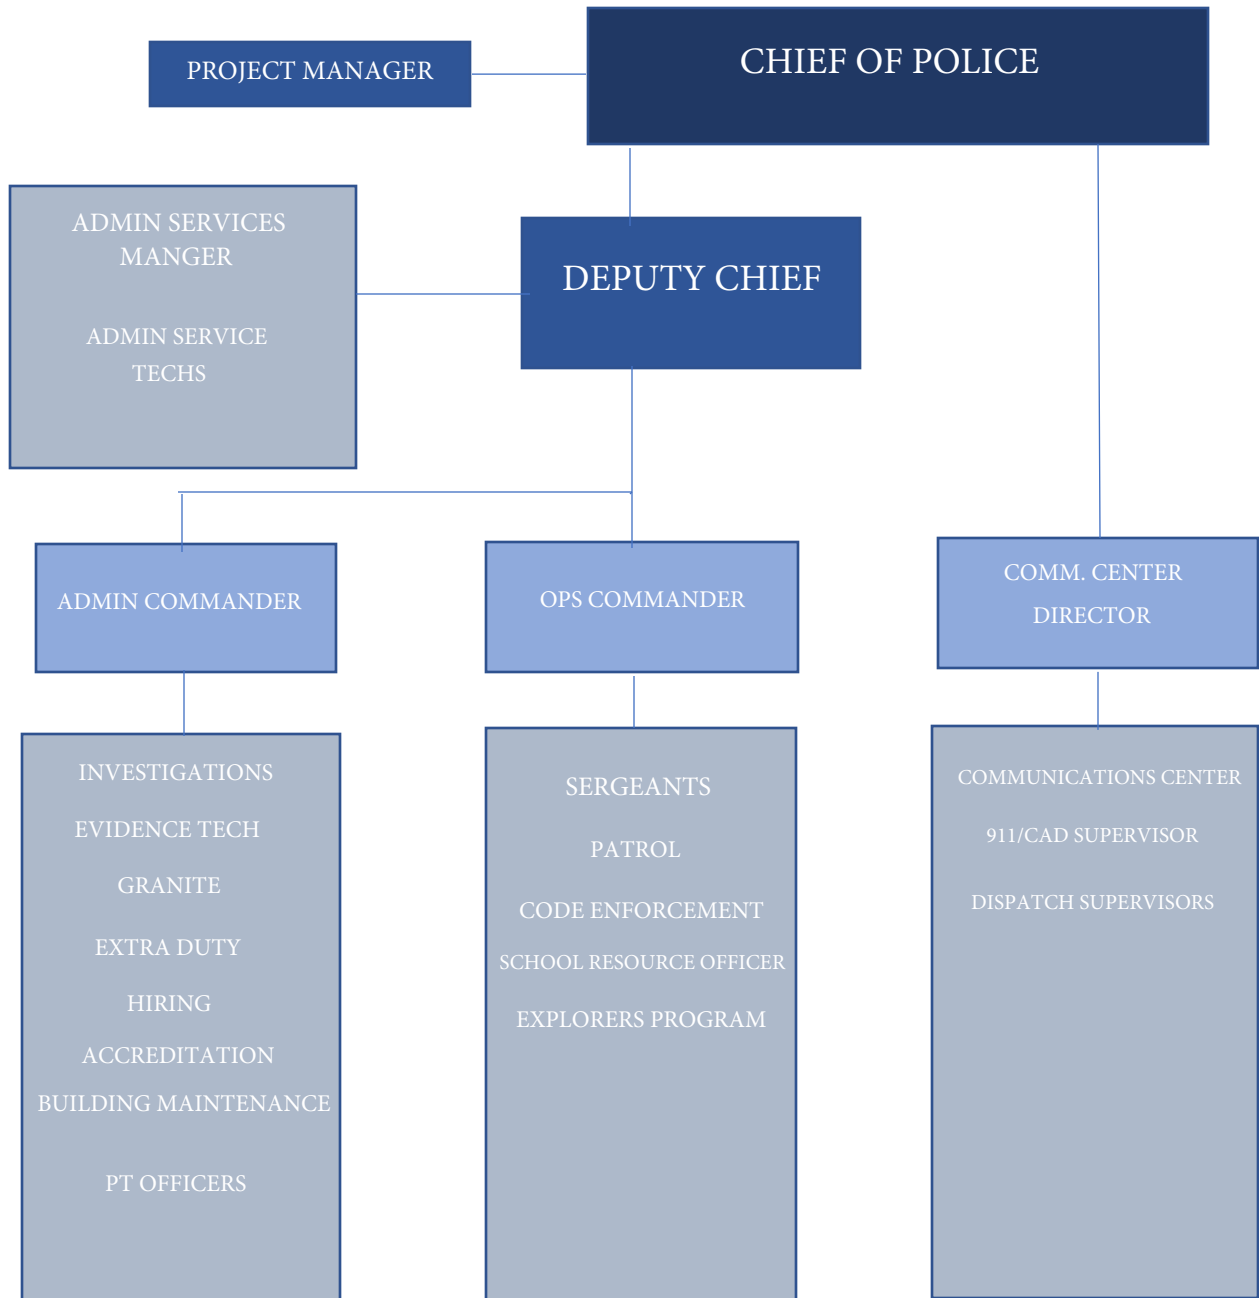 PROJECT MANAGER
CHIEF OF POLICE
ADMIN SERVICES
MANGER
ADMIN SERVICE
TECHS
DEPUTY CHIEF
ADMIN COMMANDER
OPS COMMANDER
COMM. CENTER
DIRECTOR
INVESTIGATIONS
EVIDENCE TECH
GRANITE
EXTRA DUTY
HIRING
ACCREDITATION
BUILDING MAINTENANCE
PT OFFICERS
SERGEANTS
PATROL
CODE ENFORCEMENT
SCHOOL RESOURCE OFFICER
EXPLORERS PROGRAM
COMMUNICATIONS CENTER
911/CAD SUPERVISOR
DISPATCH SUPERVISORS